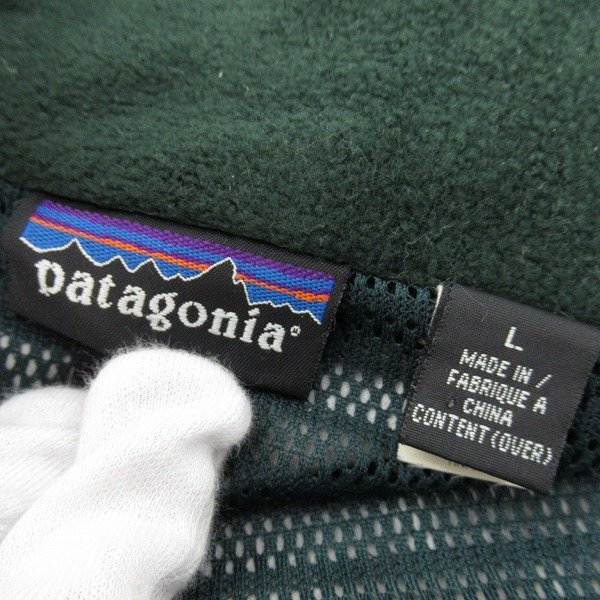 patagonia®
L
MADE IN /
FABRIQUE A
CHINA
CONTENT (OVER)